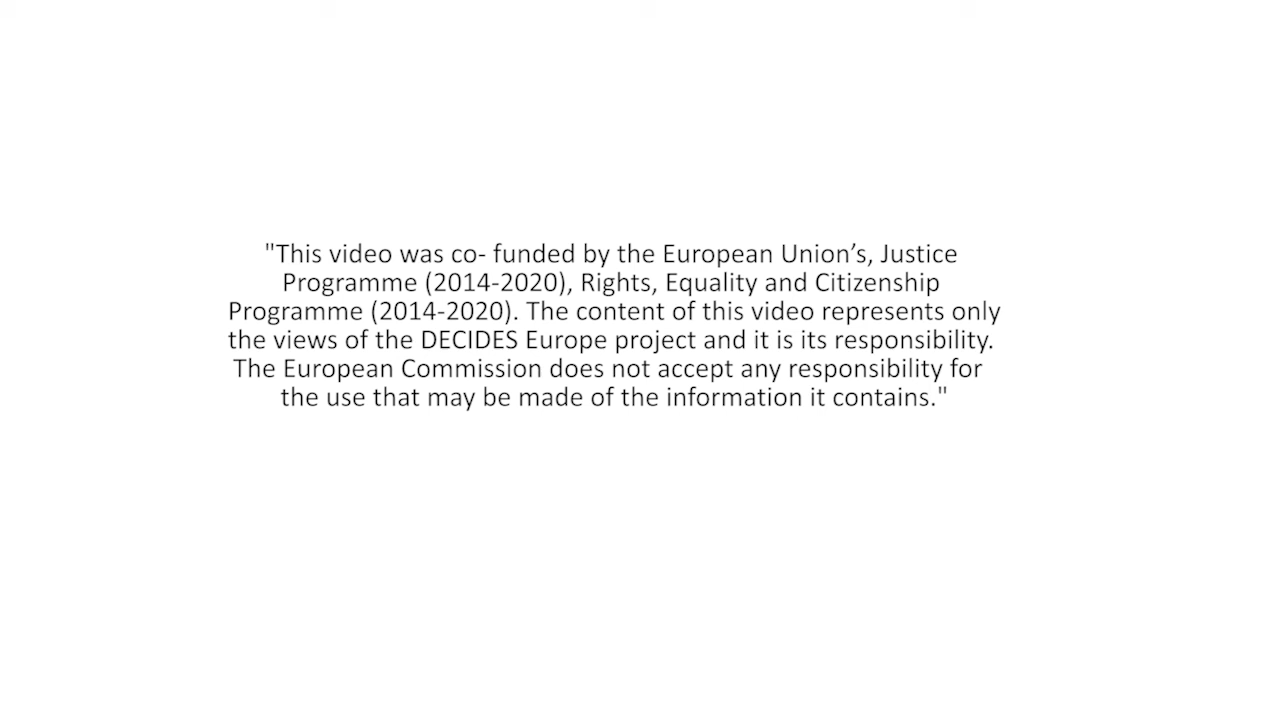 "This video was co- funded by the European Union’s, Justice
Programme (2014-2020), Rights, Equality and Citizenship
Programme (2014-2020). The content of this video represents only
the views of the DECIDES Europe project and it is its responsibility.
The European Commission does not accept any responsibility for
the use that may be made of the information it contains."